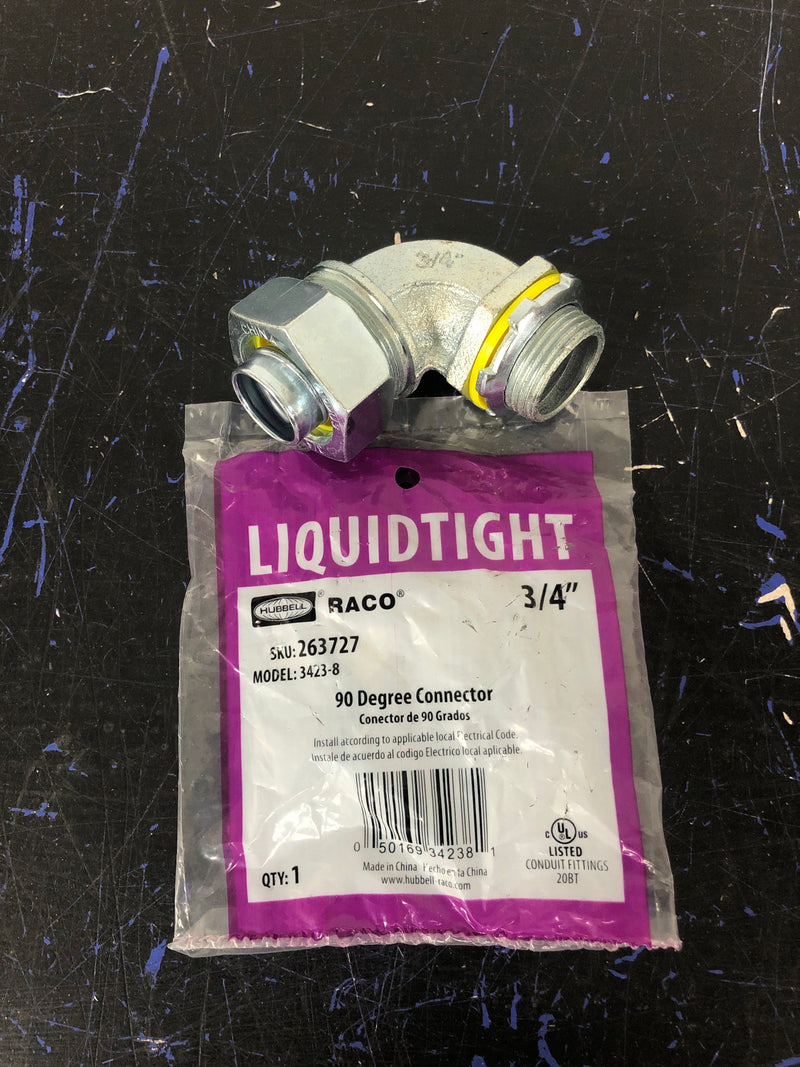 3/4"
LIQUIDTIGHT
HUBBELL® RACO® 3/4"
SKU: 263727
MODEL: 3423-8
90 Degree Connector
Conector de 90 Grados
Install according to applicable local Electrical Code.
Instale de acuerdo al codigo Electrico local aplicable.
0 50169 34238 1
QTY: 1
Made in China Hecho en la China
www.hubbell-raco.com
C UL US
LISTED
CONDUIT FITTINGS
20BT